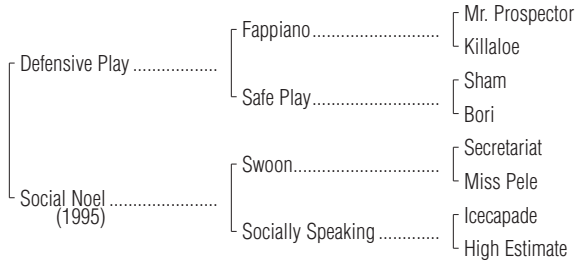 Mr. Prospector
Fappiano
Killaloe
Defensive Play
Sham
Safe Play
Bori
Secretariat
Swoon
Miss Pele
Social Noel
(1995)
Icecapade
Socially Speaking
High Estimate